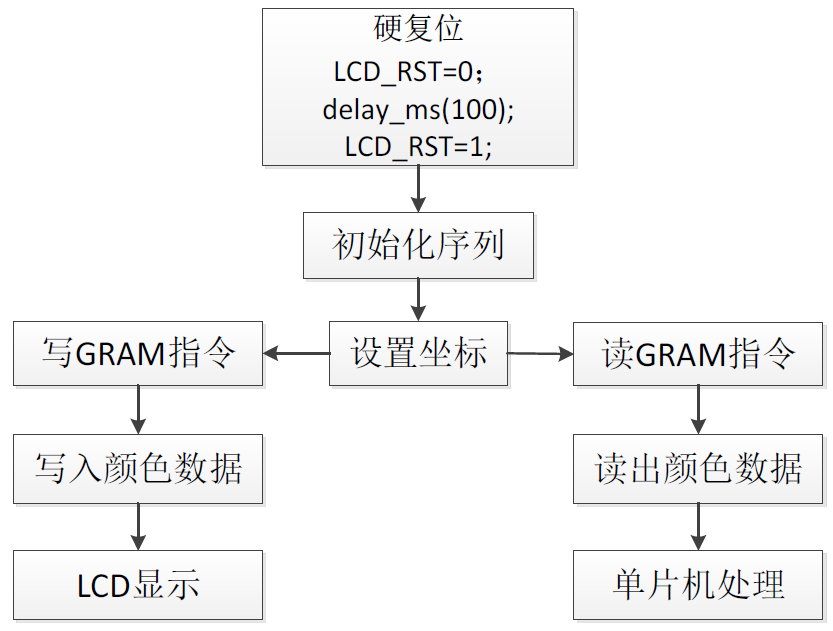 硬复位
LCD_RST=0；
delay_ms(100);
LCD_RST=1;
初始化序列
写GRAM指令
设置坐标
读GRAM指令
写入颜色数据
读出颜色数据
LCD显示
单片机处理